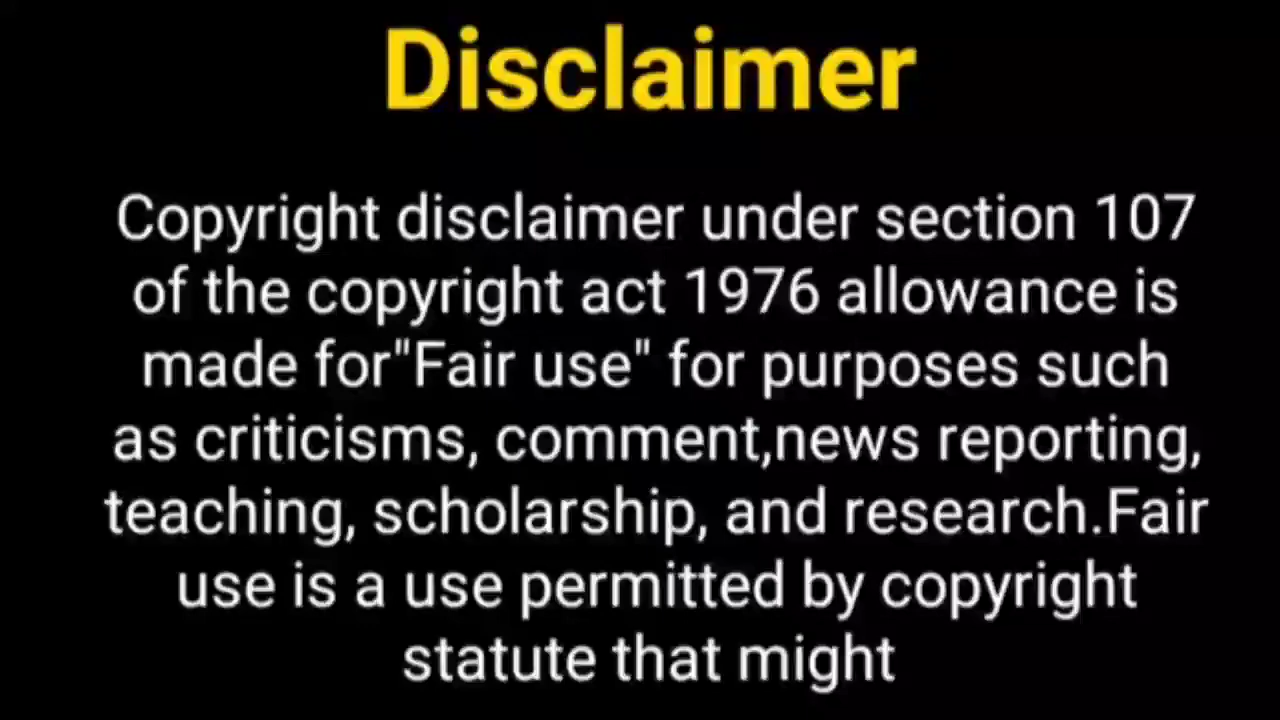 Disclaimer
Copyright disclaimer under section 107
of the copyright act 1976 allowance is
made for"Fair use" for purposes such
as criticisms, comment,news reporting,
teaching, scholarship, and research.Fair
use is a use permitted by copyright
statute that might